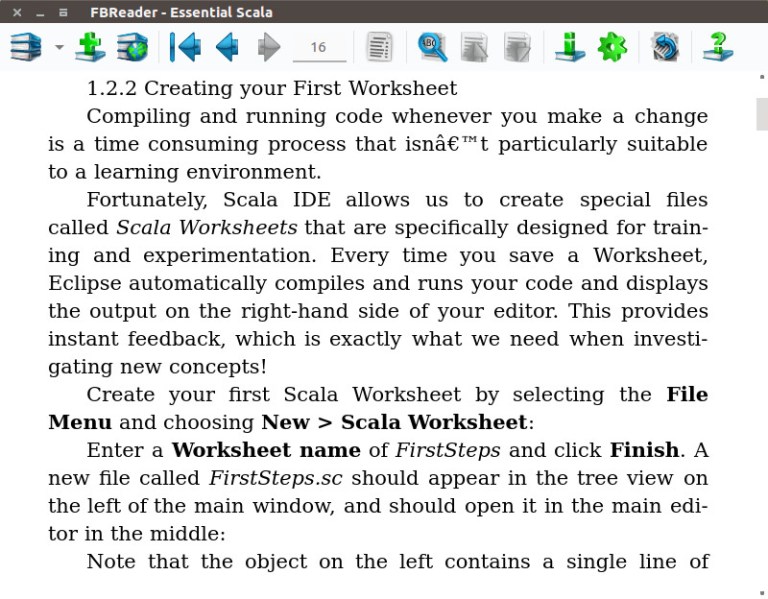 FBReader - Essential Scala
16
1.2.2 Creating your First Worksheet
Compiling and running code whenever you make a change
is a time consuming process that isnâ€™t particularly suitable
to a learning environment.
Fortunately, Scala IDE allows us to create special files
called Scala Worksheets that are specifically designed for train-
ing and experimentation. Every time you save a Worksheet,
Eclipse automatically compiles and runs your code and displays
the output on the right-hand side of your editor. This provides
instant feedback, which is exactly what we need when investi-
gating new concepts!
Create your first Scala Worksheet by selecting the File
Menu and choosing New > Scala Worksheet:
Enter a Worksheet name of FirstSteps and click Finish. A
new file called FirstSteps.sc should appear in the tree view on
the left of the main window, and should open it in the main edi-
tor in the middle:
Note that the object on the left contains a single line of